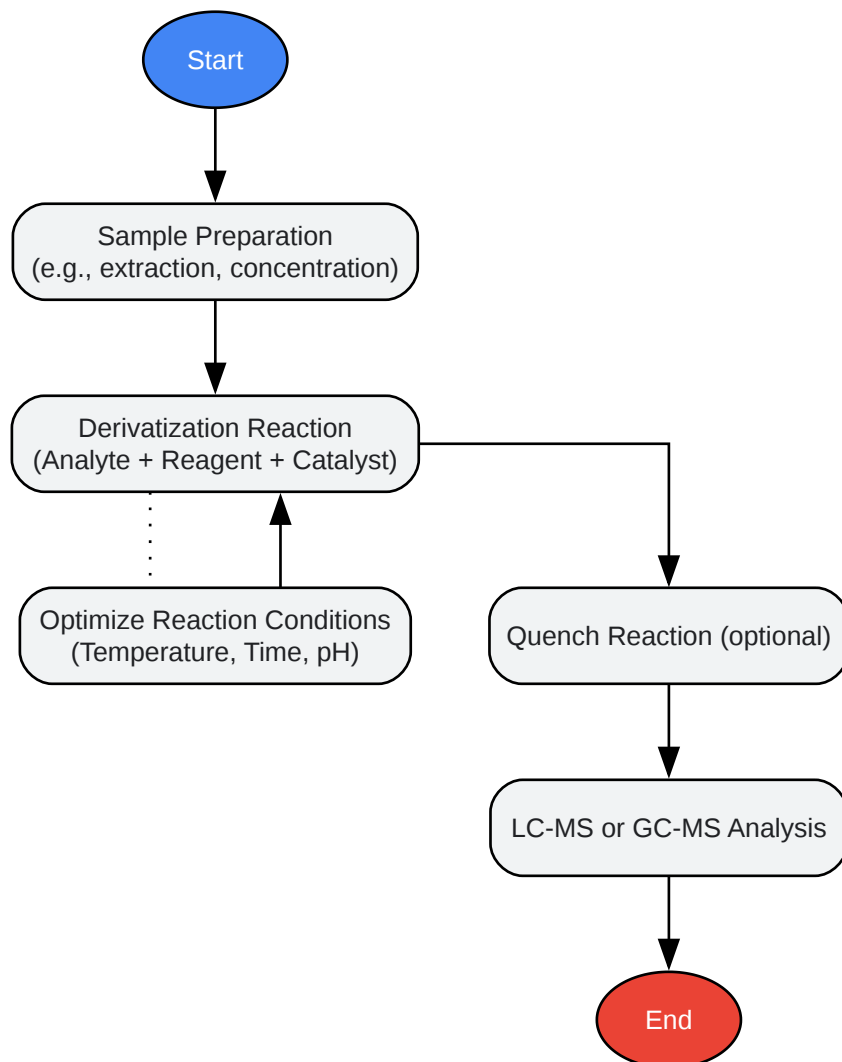 Start
Sample Preparation
(e.g., extraction, concentration)
Derivatization Reaction
(Analyte + Reagent + Catalyst)
Optimize Reaction Conditions
(Temperature, Time, pH)
Quench Reaction (optional)
LC-MS or GC-MS Analysis
End